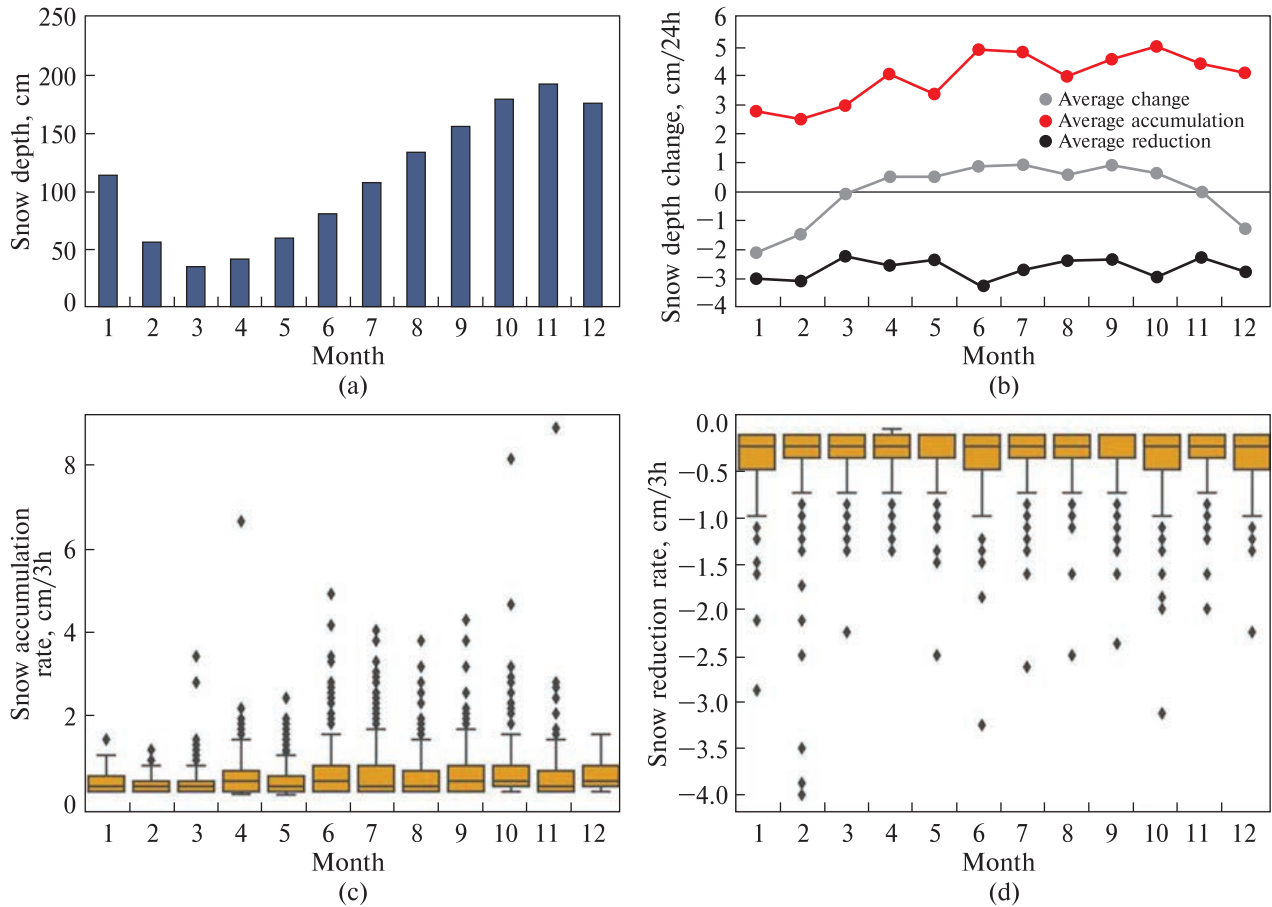 250
200
150
100
50
0
Snow depth, cm
1 2 3 4 5 6 7 8 9 10 11 12
Month
(a)
6
5
4
3
2
1
0
−1
−2
−3
−4
Snow depth change, cm/24h
Average change
Average accumulation
Average reduction
1 2 3 4 5 6 7 8 9 10 11 12
Month
(b)
8
6
4
2
0
Snow accumulation
rate, cm/3h
1 2 3 4 5 6 7 8 9 10 11 12
Month
(c)
0.0
−0.5
−1.0
−1.5
−2.0
−2.5
−3.0
−3.5
−4.0
Snow reduction rate, cm/3h
1 2 3 4 5 6 7 8 9 10 11 12
Month
(d)